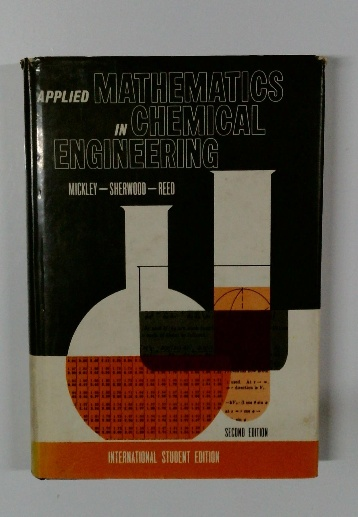 APPLIED MATHEMATICS
IN CHEMICAL
ENGINEERING
MICKLEY—SHERWOOD—REED
SECOND EDITION
INTERNATIONAL STUDENT EDITION